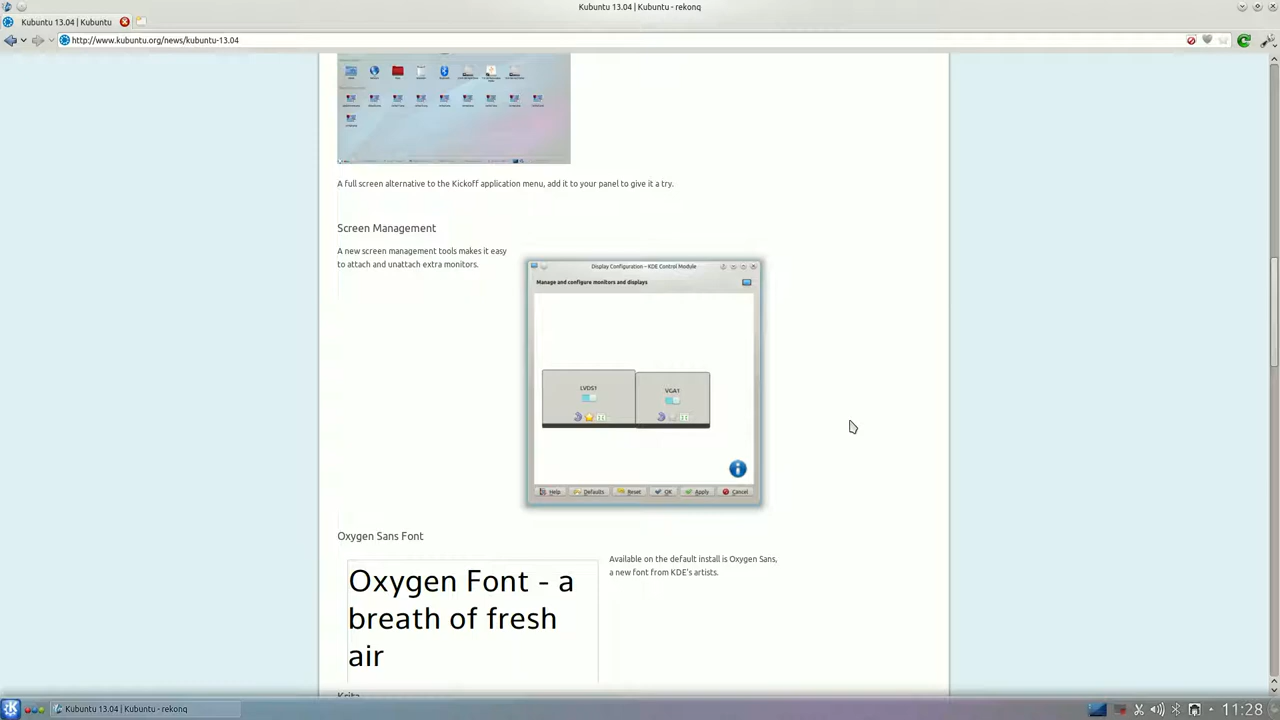 Kubuntu 13.04 | Kubuntu - rekonq
Kubuntu 13.04 | Kubuntu
http://www.kubuntu.org/news/kubuntu-13.04
A full screen alternative to the Kickoff application menu, add it to your panel to give it a try.
Screen Management
A new screen management tools makes it easy
to attach and unattach extra monitors.
Display Configuration – KDE Control Module
Manage and configure monitors and displays
LVDS1
VGA1
Help
Defaults
Reset
OK
Apply
Cancel
Oxygen Sans Font
Oxygen Font - a
breath of fresh
air
Available on the default install is Oxygen Sans,
a new font from KDE's artists.
Krita
Kubuntu 13.04 | Kubuntu - rekonq
11:28